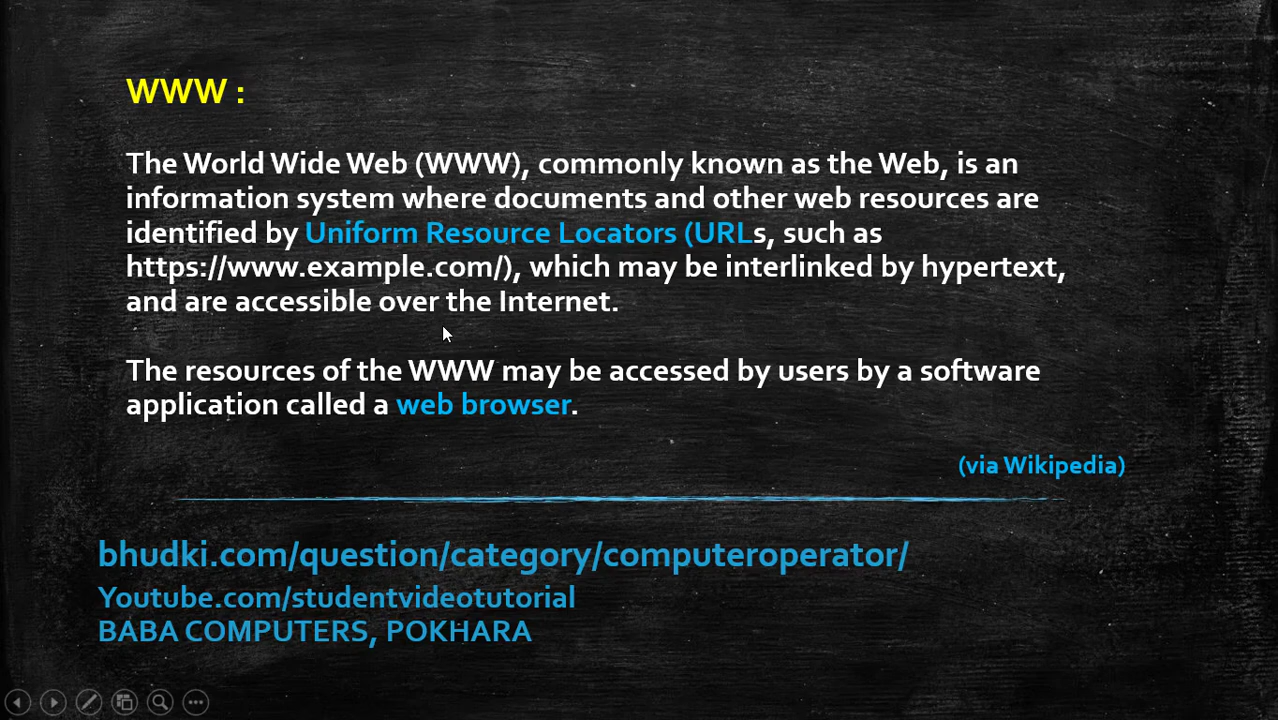 WWW :
The World Wide Web (WWW), commonly known as the Web, is an
information system where documents and other web resources are
identified by Uniform Resource Locators (URLs, such as
https://www.example.com/), which may be interlinked by hypertext,
and are accessible over the Internet.
The resources of the WWW may be accessed by users by a software
application called a web browser.
(via Wikipedia)
bhudki.com/question/category/computeroperator/
Youtube.com/studentvideotutorial
BABA COMPUTERS, POKHARA